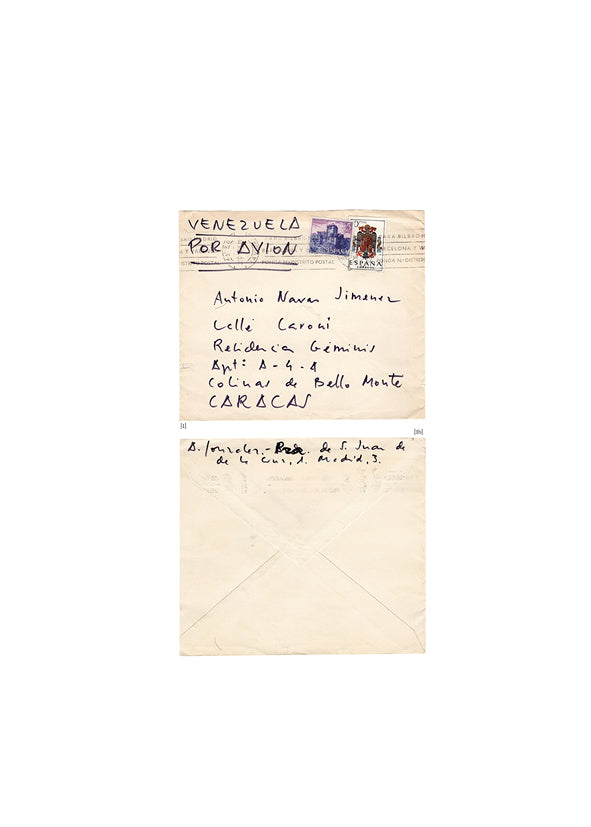 VENEZUELA
POR AVION
ESPAÑA
CORREOS
Antonio Navas Jimenez
Calle Caroni
Residencia Géminis
Apt: A-4-A
Colinas de Bello Monte
CARACAS
[1]
[1b]
A. Gonzalez.- de S. Juan de
de la Cruz, 1. Madrid, 3.